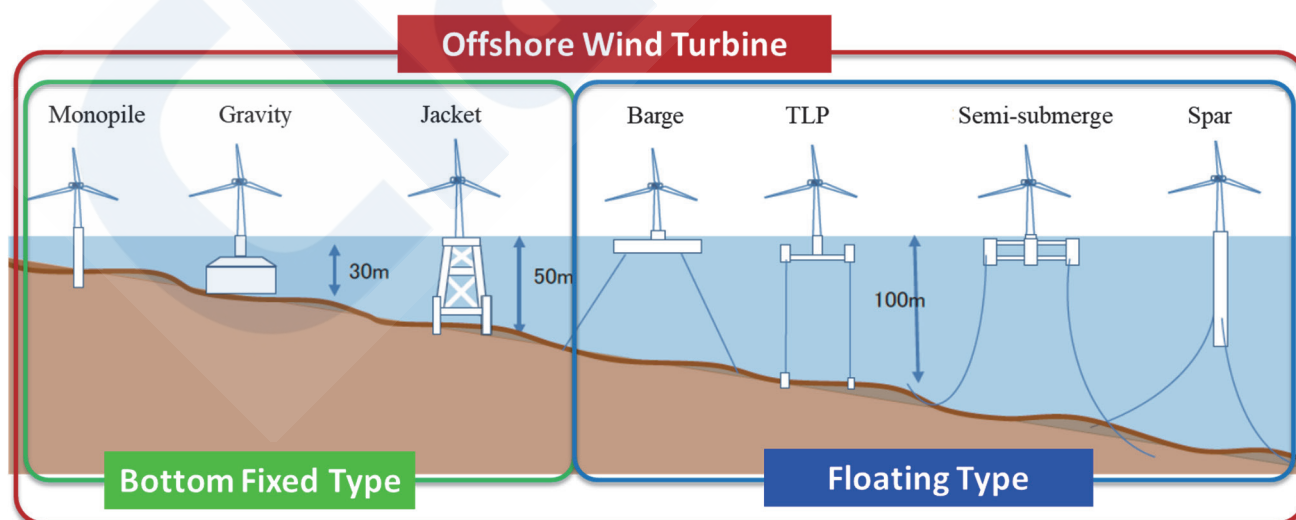 Offshore Wind Turbine
Monopile Gravity Jacket Barge TLP Semi-submerge Spar
30m 50m 100m
Bottom Fixed Type Floating Type